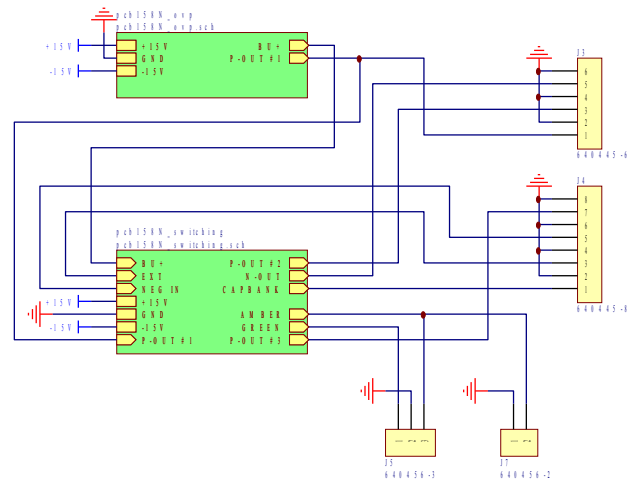 pcb158N_ovp
pcb158N_ovp.sch
+15V +15V BU+
GND P-OUT#1
-15V -15V
J3
6
5
4
3
2
1
640445-6
J4
8
7
6
5
4
3
2
1
640445-8
pcb158N_switching
pcb158N_switching.sch
BU+ P-OUT#2
EXT N-OUT
NEG IN CAPBANK
+15V +15V
GND AMBER
-15V -15V GREEN
P-OUT#1 P-OUT#3
J5
640456-3
J7
640456-2